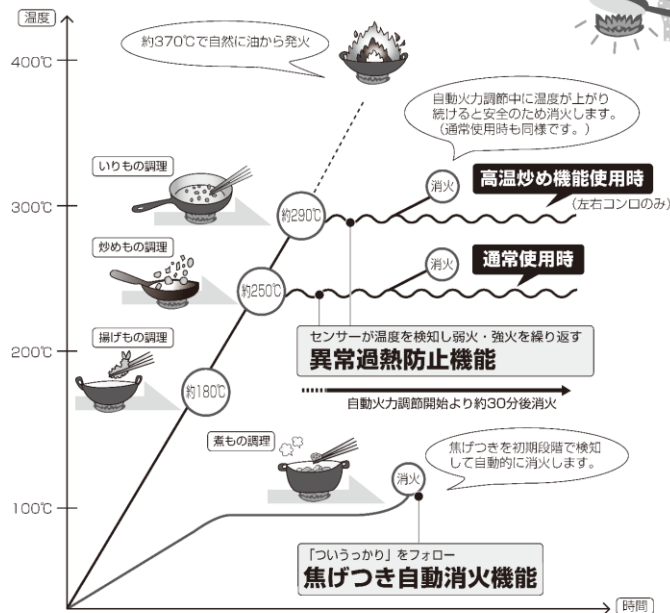 温度
400℃
約370℃で自然に油から発火
自動火力調節中に温度が上がり
続けると安全のため消火します。
（通常使用時も同様です。）
いりもの調理
消火
高温炒め機能使用時
（左右コンロのみ）
300℃
約290℃
炒めもの調理
消火
通常使用時
約250℃
センサーが温度を検知し弱火・強火を繰り返す
異常過熱防止機能
200℃
揚げもの調理
約180℃
自動火力調節開始より約30分後消火
煮もの調理
焦げつきを初期段階で検知
して自動的に消火します。
消火
100℃
「ついうっかり」をフォロー
焦げつき自動消火機能
時間